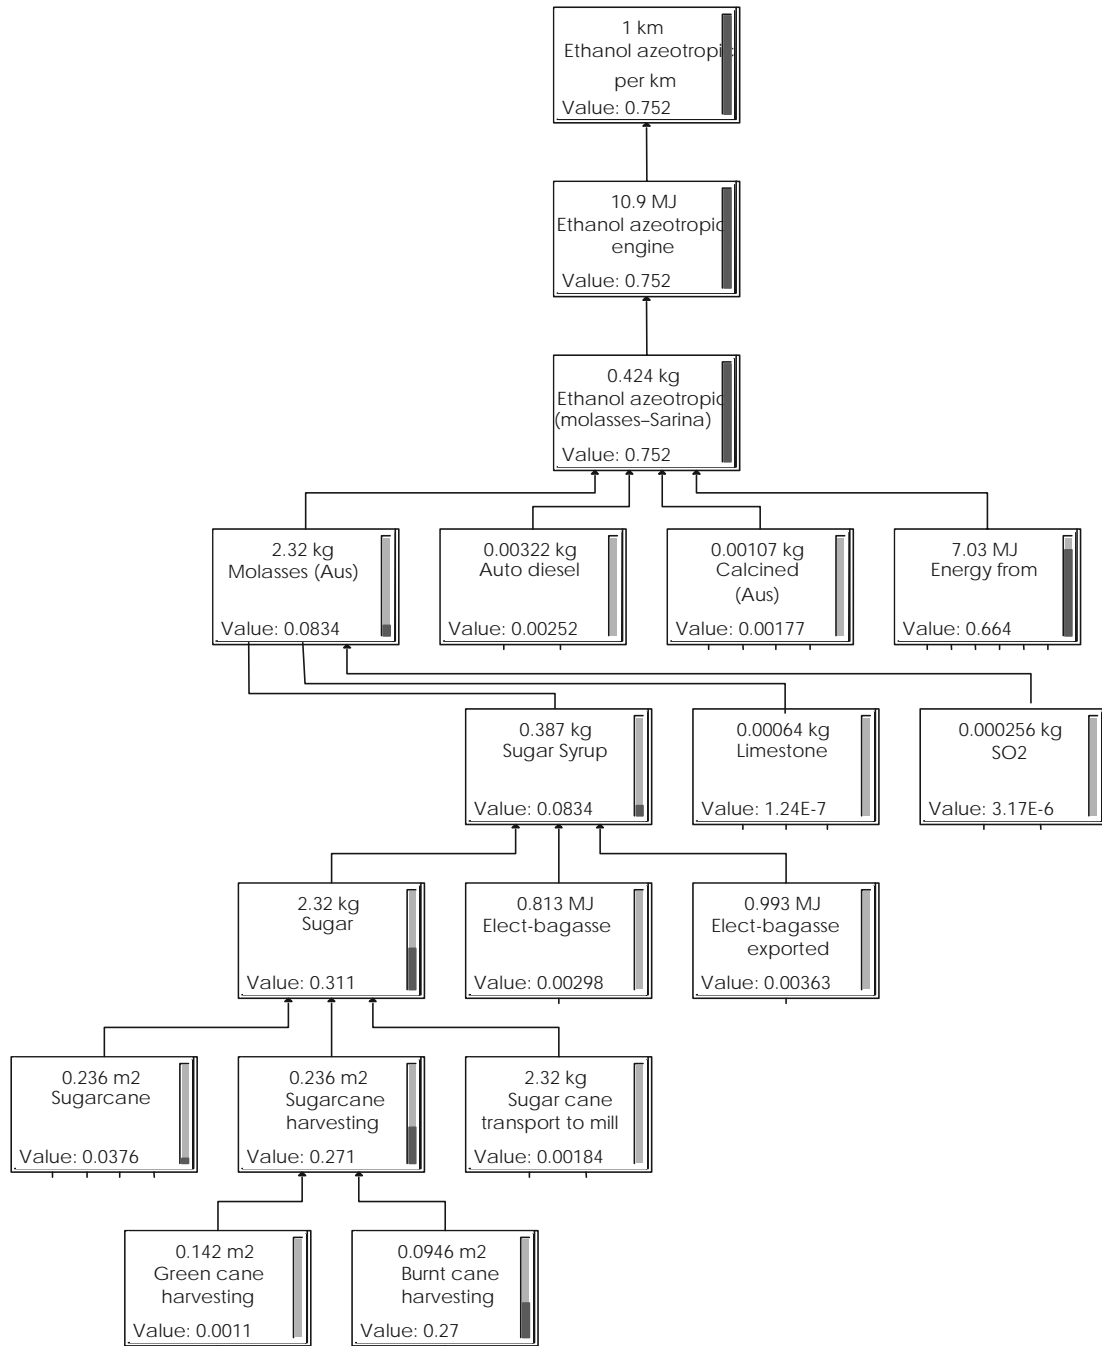 1 km
Ethanol azeotropic
per km
Value: 0.752
10.9 MJ
Ethanol azeotropic
engine
Value: 0.752
0.424 kg
Ethanol azeotropic
(molasses–Sarina)
Value: 0.752
2.32 kg
Molasses (Aus)
Value: 0.0834
0.00322 kg
Auto diesel
Value: 0.00252
0.00107 kg
Calcined
(Aus)
Value: 0.00177
7.03 MJ
Energy from
Value: 0.664
0.387 kg
Sugar Syrup
Value: 0.0834
0.00064 kg
Limestone
Value: 1.24E-7
0.000256 kg
SO2
Value: 3.17E-6
2.32 kg
Sugar
Value: 0.311
0.813 MJ
Elect-bagasse
Value: 0.00298
0.993 MJ
Elect-bagasse
exported
Value: 0.00363
0.236 m2
Sugarcane
Value: 0.0376
0.236 m2
Sugarcane
harvesting
Value: 0.271
2.32 kg
Sugar cane
transport to mill
Value: 0.00184
0.142 m2
Green cane
harvesting
Value: 0.0011
0.0946 m2
Burnt cane
harvesting
Value: 0.27